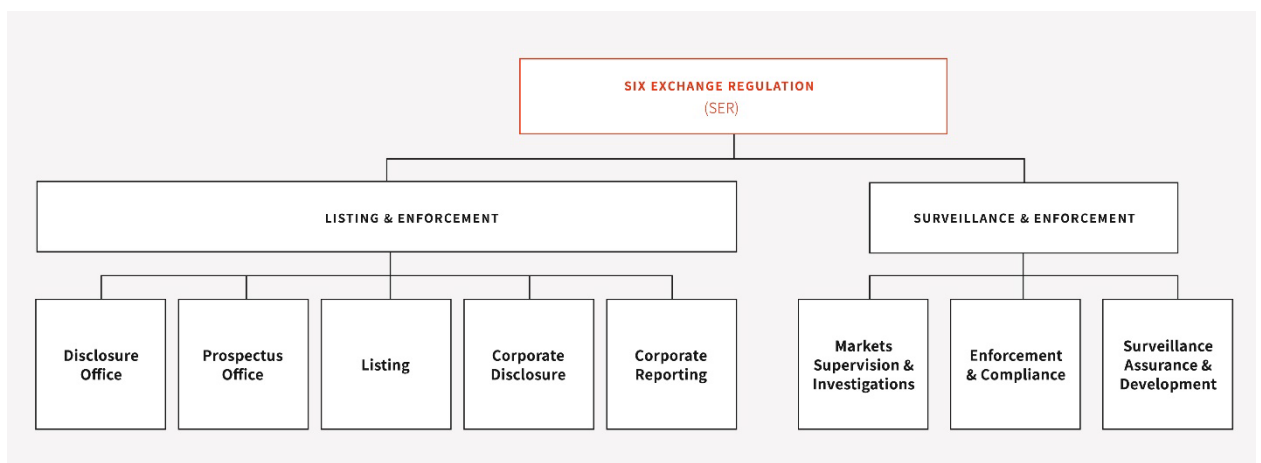 SIX EXCHANGE REGULATION
(SER)
LISTING & ENFORCEMENT
SURVEILLANCE & ENFORCEMENT
Disclosure
Office
Prospectus
Office
Listing
Corporate
Disclosure
Corporate
Reporting
Markets
Supervision &
Investigations
Enforcement
& Compliance
Surveillance
Assurance &
Development